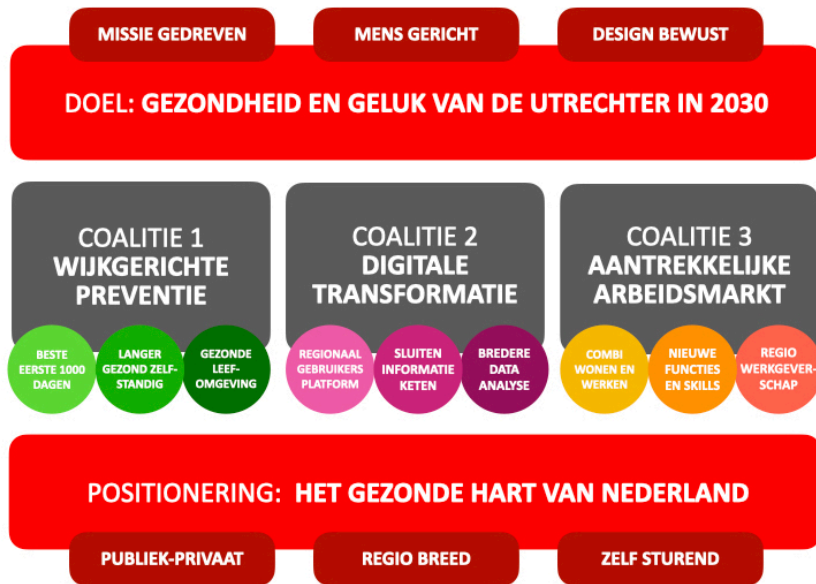 MISSIE GEDREVEN
MENS GERICHT
DESIGN BEWUST
DOEL: GEZONDHEID EN GELUK VAN DE UTRECHTER IN 2030
COALITIE 1
WIJKGERICHTE
PREVENTIE
COALITIE 2
DIGITALE
TRANSFORMATIE
COALITIE 3
AANTREKKELIJKE
ARBEIDSMARKT
BESTE
EERSTE 1000
DAGEN
LANGER
GEZOND ZELF-
STANDIG
GEZONDE
LEEF-
OMGEVING
REGIONAAL
GEBRUIKERS
PLATFORM
SLUITEN
INFORMATIE
KETEN
BREDERE
DATA
ANALYSE
COMBI
WONEN EN
WERKEN
NIEUWE
FUNCTIES
EN SKILLS
REGIO
WERKGEVER-
SCHAP
POSITIONERING: HET GEZONDE HART VAN NEDERLAND
PUBLIEK-PRIVAAT
REGIO BREED
ZELF STUREND